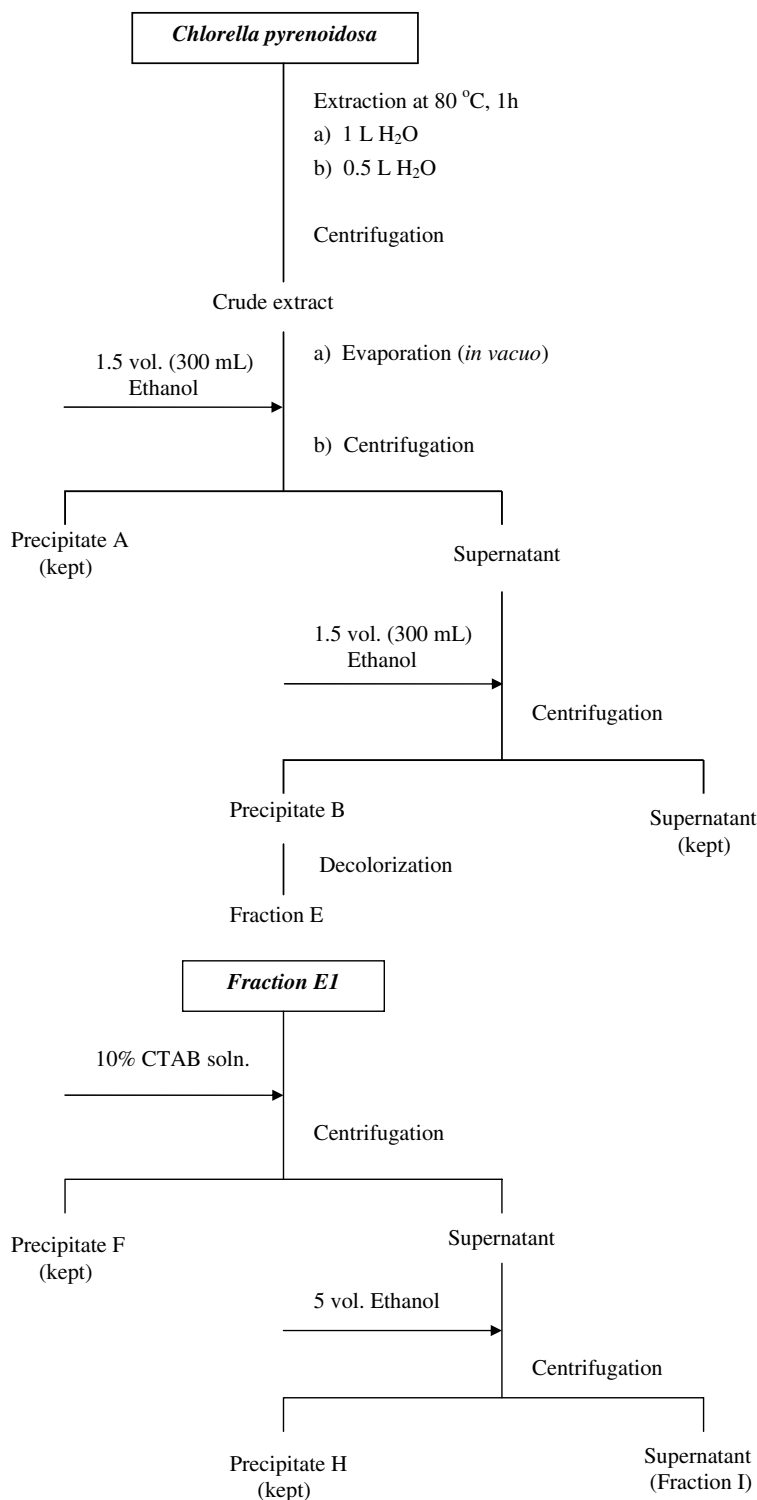 Chlorella pyrenoidosa
Extraction at 80 °C, 1h
a) 1 L H₂O
b) 0.5 L H₂O
Centrifugation
Crude extract
1.5 vol. (300 mL)
Ethanol
a) Evaporation (in vacuo)
b) Centrifugation
Precipitate A
(kept)
Supernatant
1.5 vol. (300 mL)
Ethanol
Centrifugation
Precipitate B
Supernatant
(kept)
Decolorization
Fraction E
Fraction E1
10% CTAB soln.
Centrifugation
Precipitate F
(kept)
Supernatant
5 vol. Ethanol
Centrifugation
Precipitate H
(kept)
Supernatant
(Fraction I)